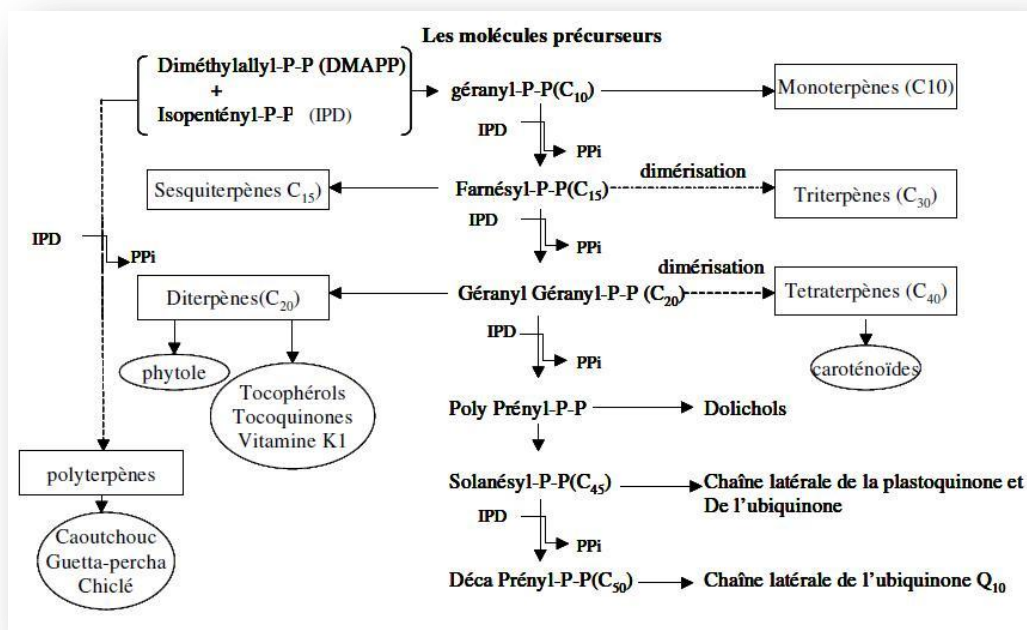 Les molécules précurseurs
Diméthylallyl-P-P (DMAPP)
+
Isopentényl-P-P (IPD)
géranyl-P-P(C10)
Monoterpènes (C10)
IPD
PPi
Sesquiterpènes C15)
Farnésyl-P-P(C15)
dimérisation
Triterpènes (C30)
IPD
PPi
IPD
PPi
Diterpènes(C20)
Géranyl Géranyl-P-P (C20)
dimérisation
Tetraterpènes (C40)
IPD
PPi
phytole
Tocophérols
Tocoquinones
Vitamine K1
caroténoïdes
Poly Prényl-P-P
Dolichols
polyterpènes
Solanésyl-P-P(C45)
Chaîne latérale de la plastoquinone et
De l’ubiquinone
IPD
PPi
Caoutchouc
Guetta-percha
Chiclé
Déca Prényl-P-P(C50)
Chaîne latérale de l’ubiquinone Q10